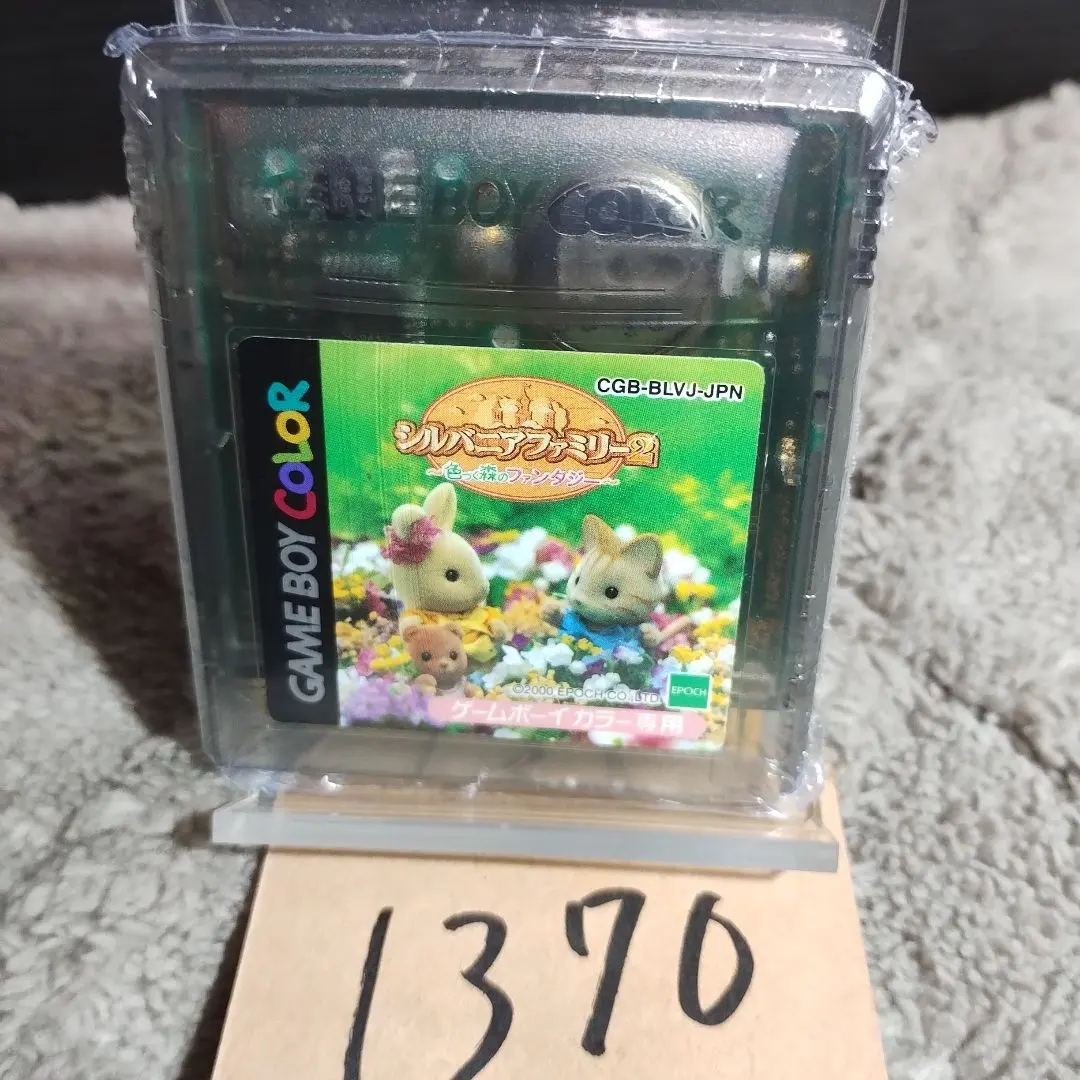 GAME BOY COLOR
GAME BOY COLOR
CGB-BLVJ-JPN
シルバニアファミリー2
～色づく森のファンタジー～
©2000 EPOCH CO.,LTD.
EPOCH
ゲームボーイカラー専用
1370